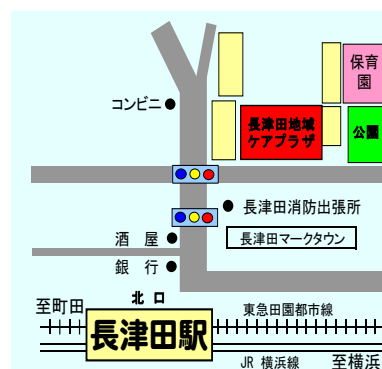 保育
園
コンビニ
長津田地域
ケアプラザ
公園
長津田消防出張所
酒 屋
長津田マークタウン
銀 行
北 口
至町田
東急田園都市線
長津田駅
JR 横浜線 至横浜